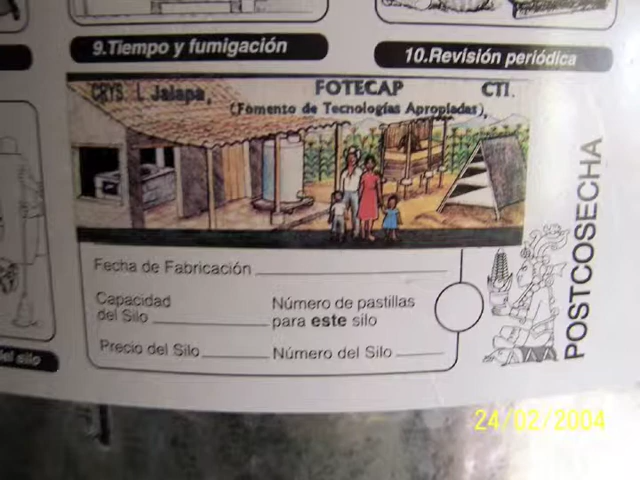 9.Tiempo y fumigación
10.Revisión periódica
CRYS. L Jalapa,
FOTECAP
CTI.
(Fomento de Tecnologías Apropladas),
Fecha de Fabricación
Capacidad
del Silo
Número de pastillas
para este silo
Precio del Silo
Número del Silo
POSTCOSECHA
del silo
24/02/2004